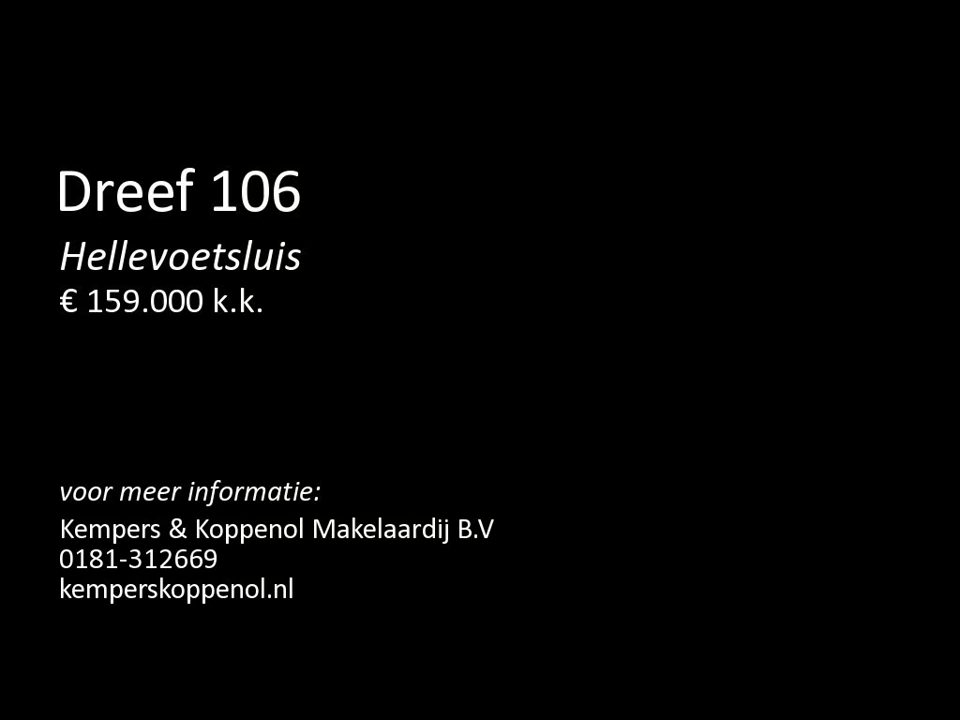 Dreef 106
Hellevoetsluis
€ 159.000 k.k.
voor meer informatie:
Kempers & Koppenol Makelaardij B.V
0181-312669
kemperskoppenol.nl